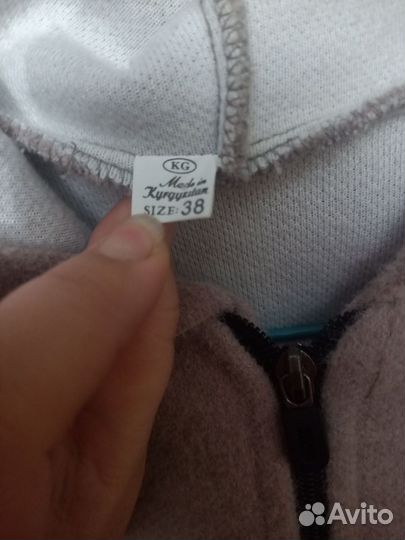 KG
Made in
Kyrgyzstan
SIZE: 38
Avito